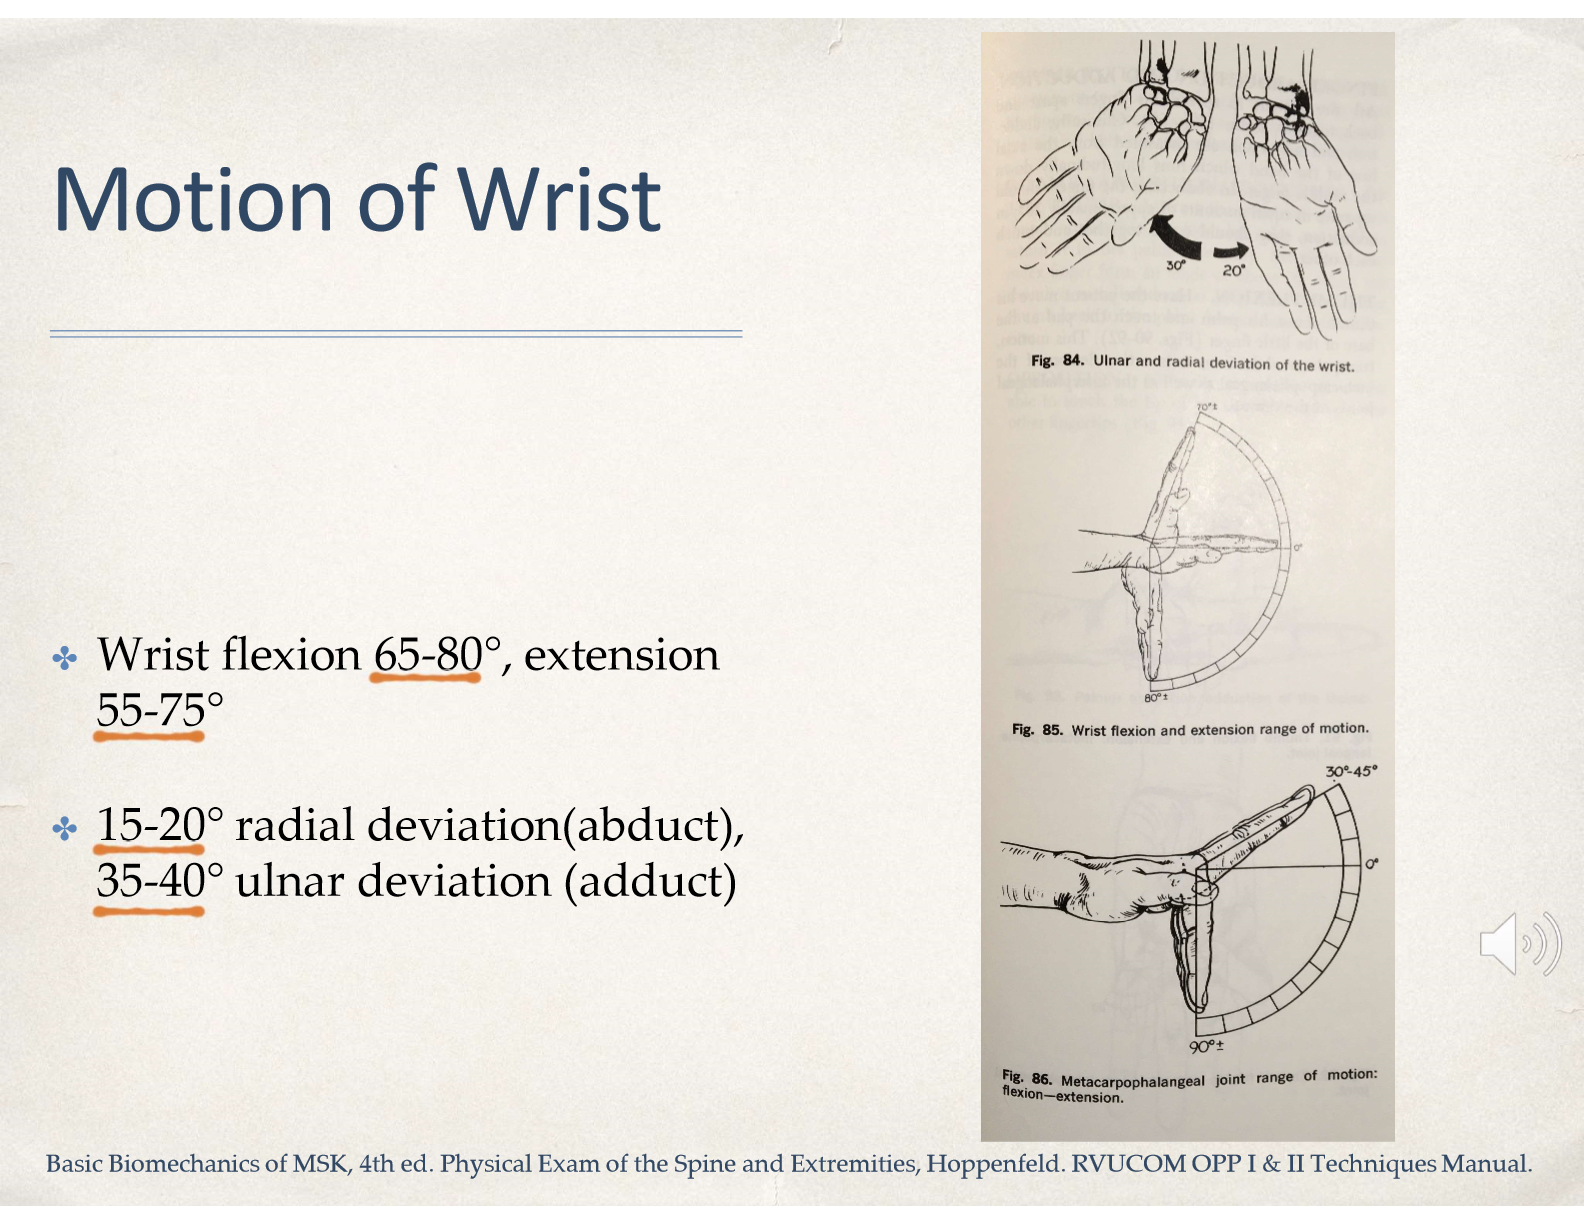 Motion of Wrist
Wrist flexion 65-80°, extension
55-75°
15-20° radial deviation(abduct),
35-40° ulnar deviation (adduct)
30° 20°
Fig. 84. Ulnar and radial deviation of the wrist.
70°±
0°
80°±
Fig. 85. Wrist flexion and extension range of motion.
30°-45°
0°
90°±
Fig. 86. Metacarpophalangeal joint range of motion:
flexion—extension.
Basic Biomechanics of MSK, 4th ed. Physical Exam of the Spine and Extremities, Hoppenfeld. RVUCOM OPP I & II Techniques Manual.